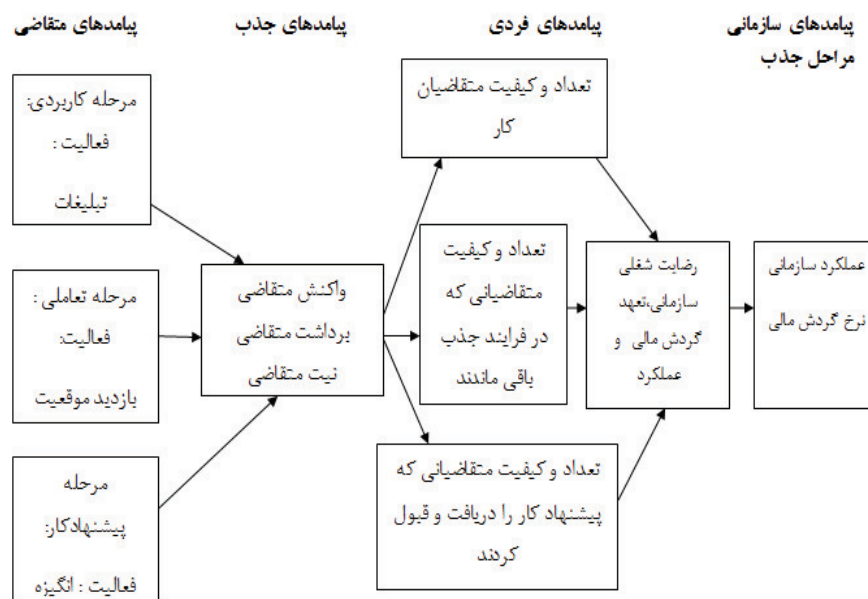 پیامدهای سازمانی
مراحل جذب
پیامدهای فردی
پیامدهای جذب
پیامدهای متقاضی
مرحله کاربردی:
فعالیت :
تبلیغات
مرحله تعاملی :
فعالیت:
بازدید موقعیت
مرحله
پیشنهادکار:
فعالیت : انگیزه
واکنش متقاضی
برداشت متقاضی
نیت متقاضی
تعداد و کیفیت متقاضیان
کار
تعداد و کیفیت
متقاضیانی که
در فرایند جذب
باقی ماندند
تعداد و کیفیت متقاضیانی که
پیشنهاد کار را دریافت و قبول
کردند
رضایت شغلی
سازمانی،تعهد
گردش مالی و
عملکرد
عملکرد سازمانی
نرخ گردش مالی